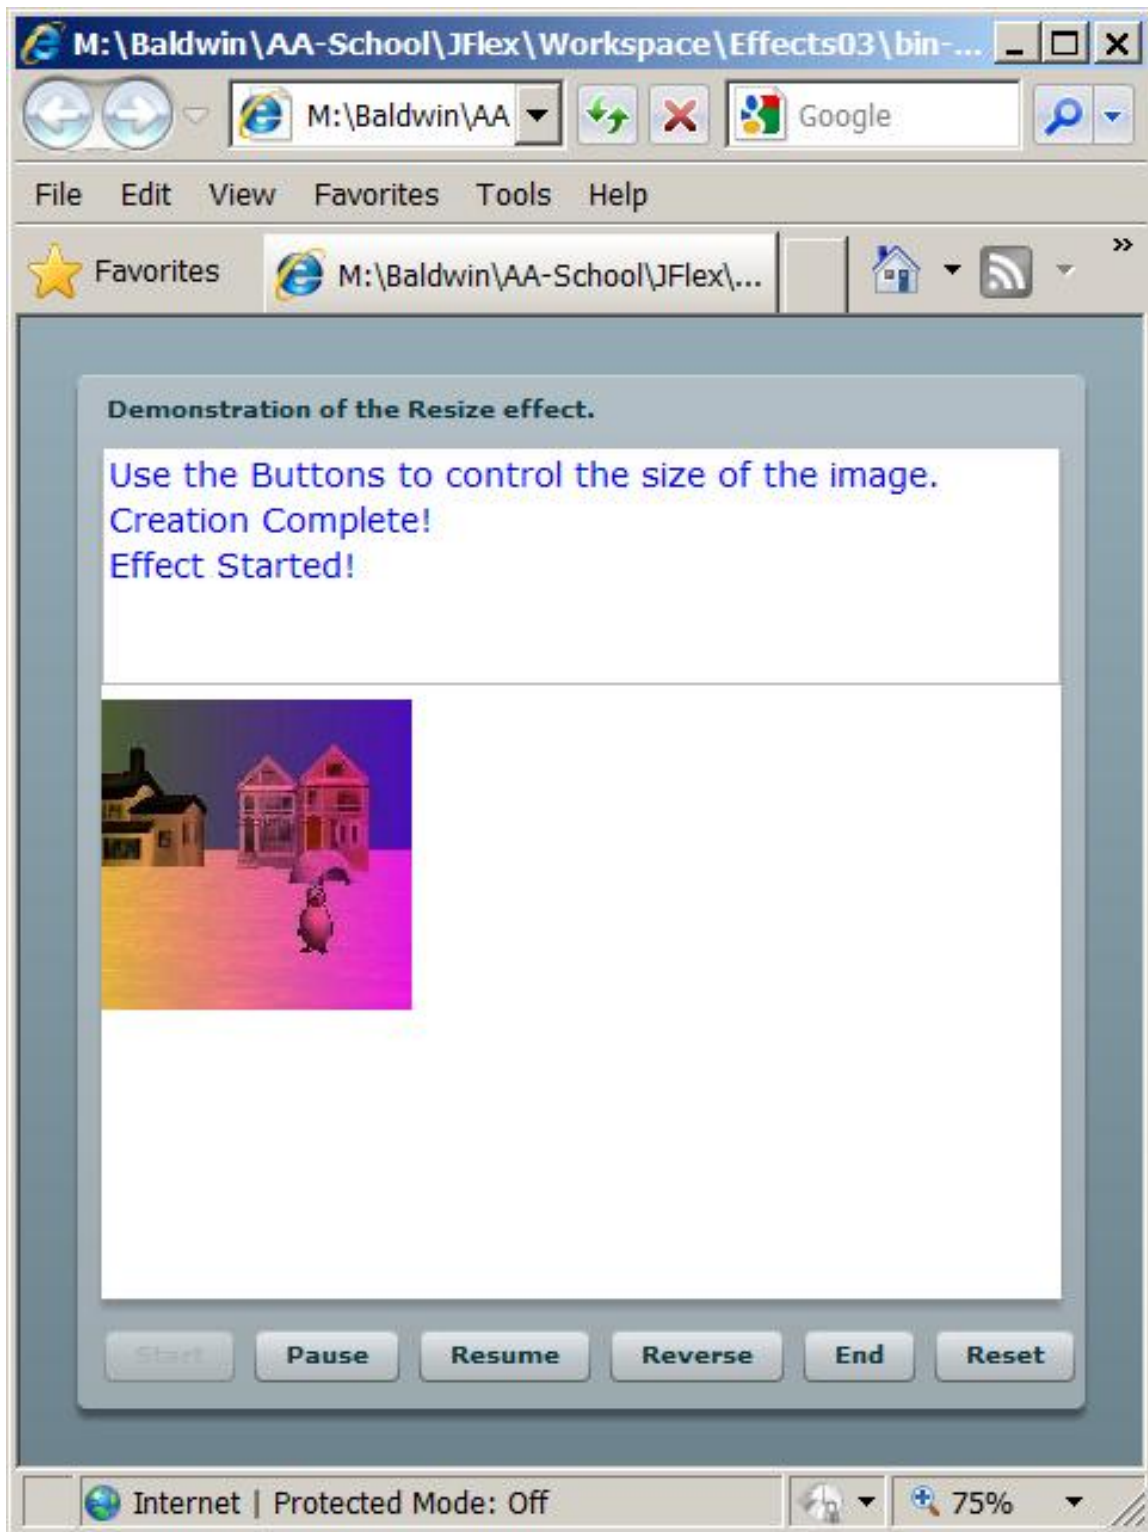 M:\Baldwin\AA-School\JFlex\Workspace\Effects03\bin-...
M:\Baldwin\AA
Google
File Edit View Favorites Tools Help
Favorites
M:\Baldwin\AA-School\JFlex\...
»
Demonstration of the Resize effect.
Use the Buttons to control the size of the image.
Creation Complete!
Effect Started!
Start Pause Resume Reverse End Reset
Internet | Protected Mode: Off
75%